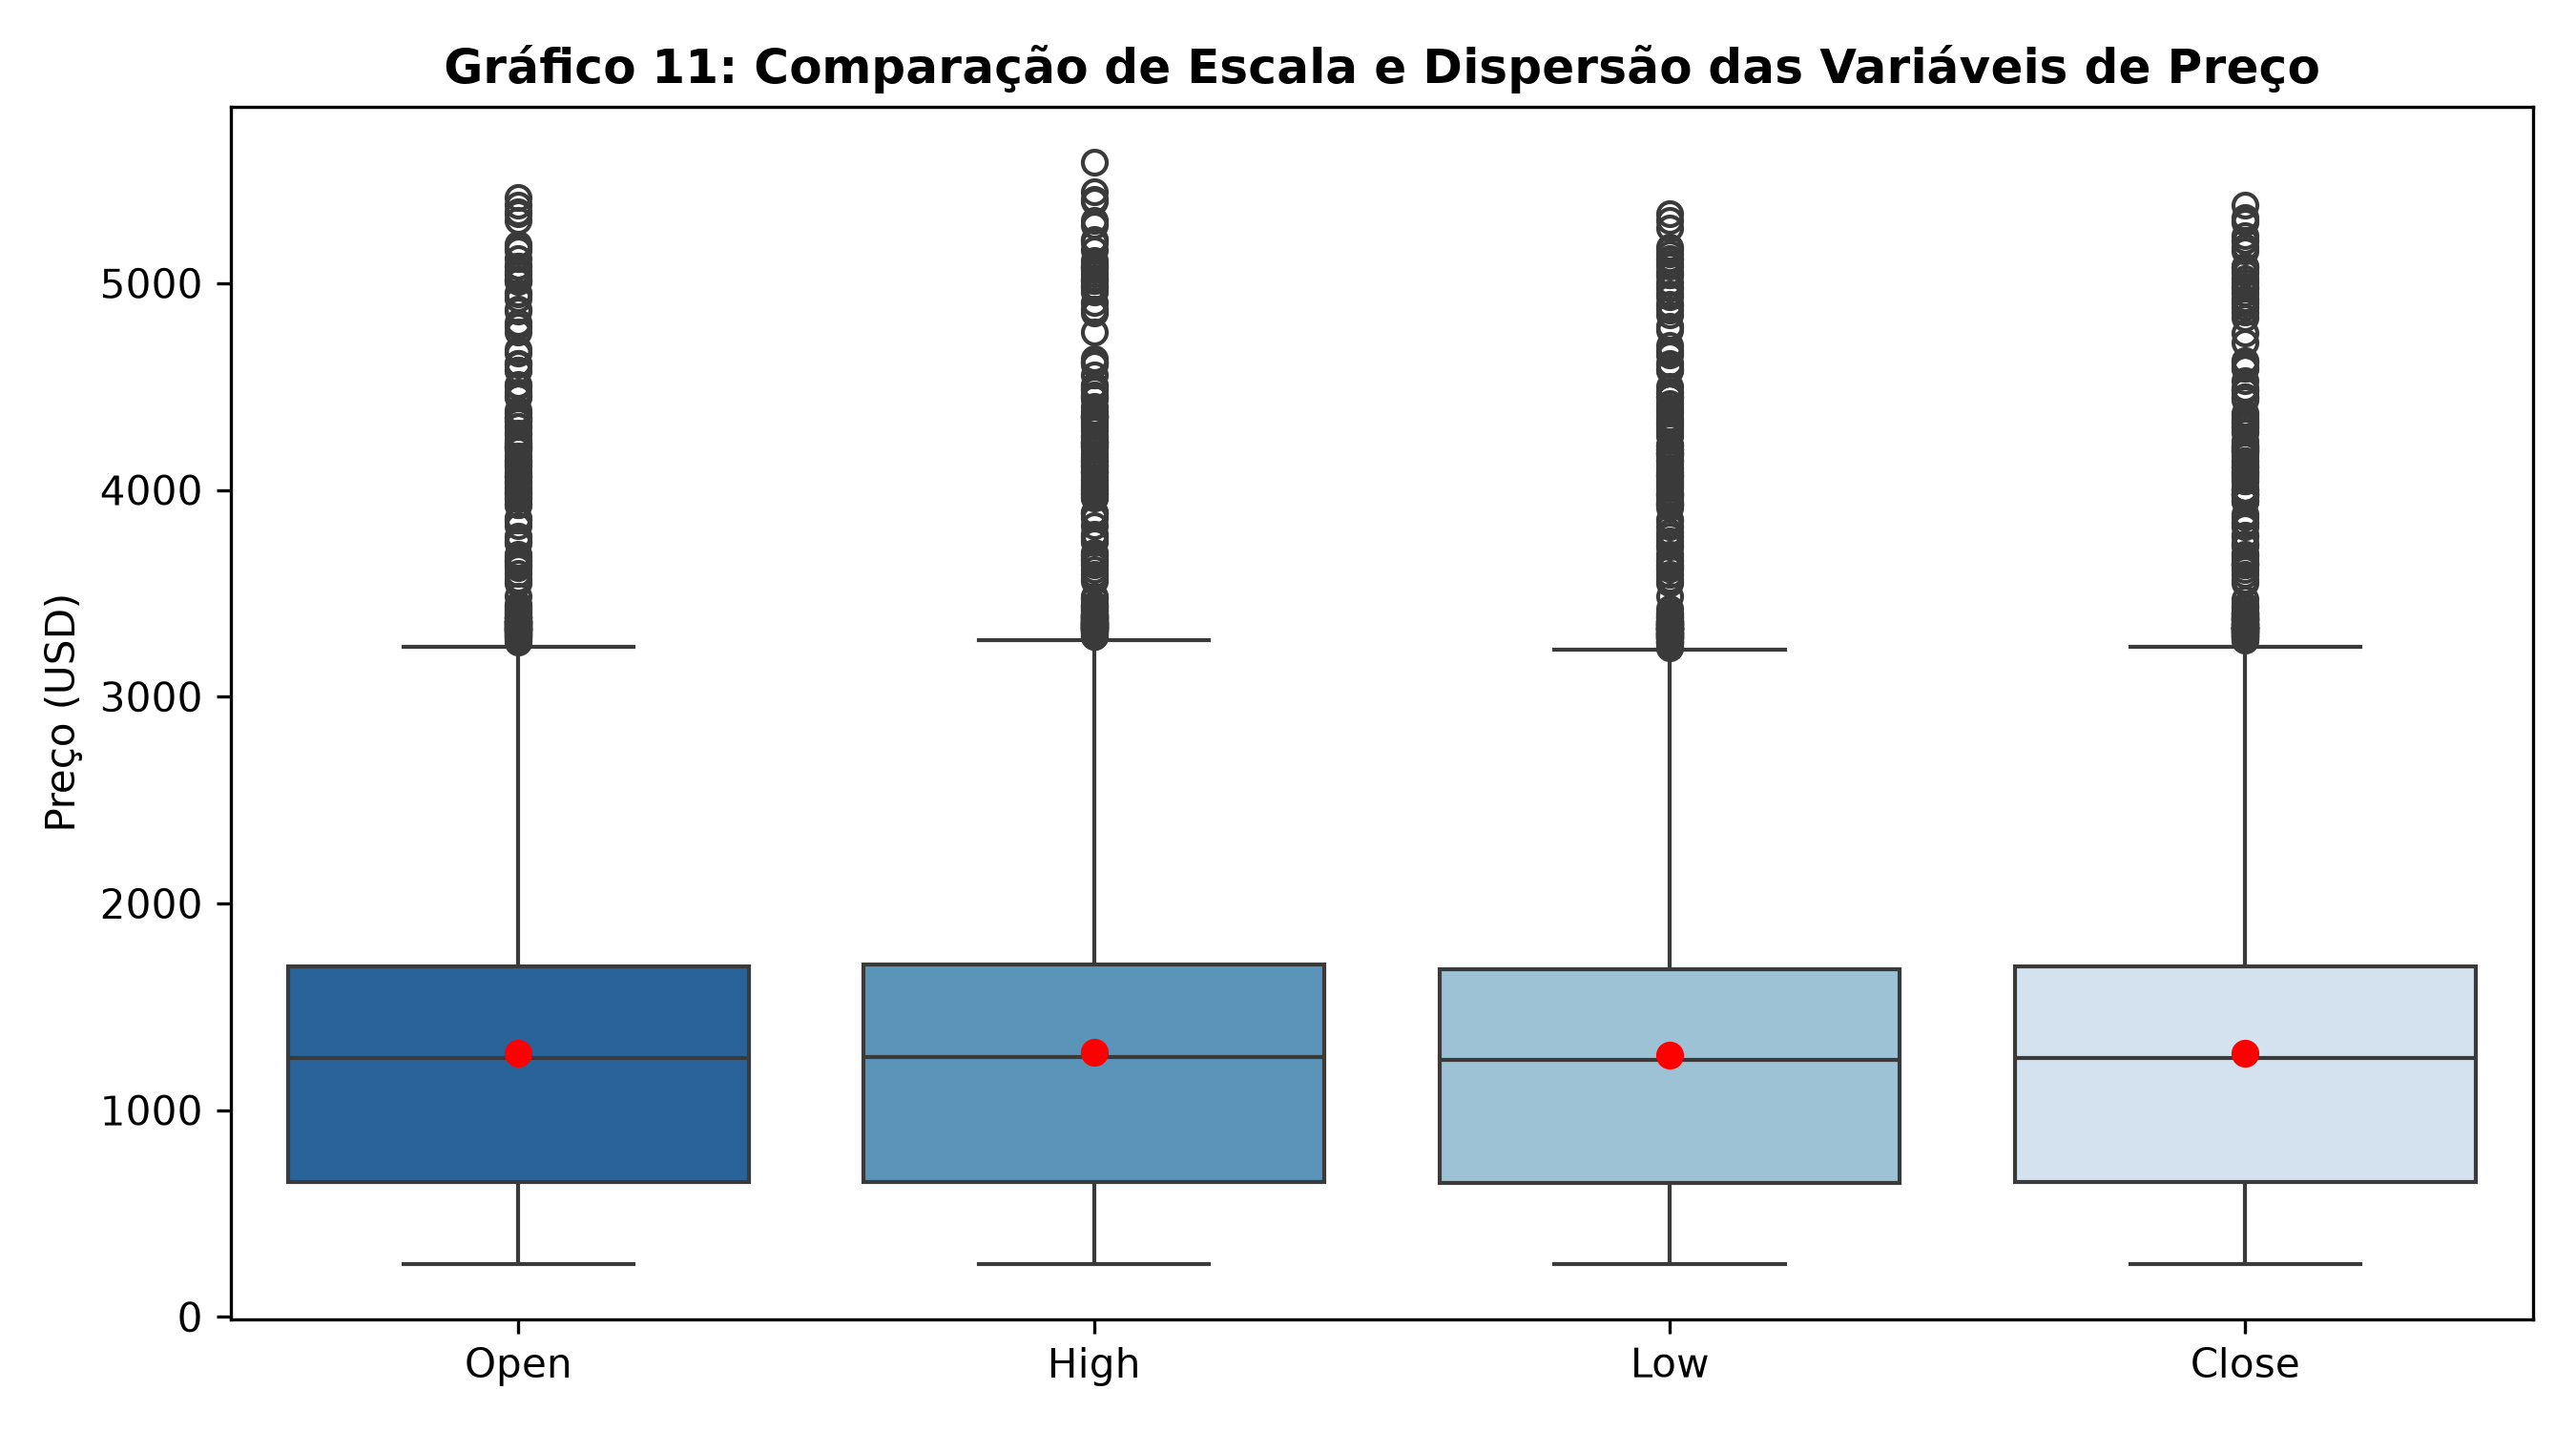 Gráfico 11: Comparação de Escala e Dispersão das Variáveis de Preço
Preço (USD)
5000
4000
3000
2000
1000
0
Open
High
Low
Close